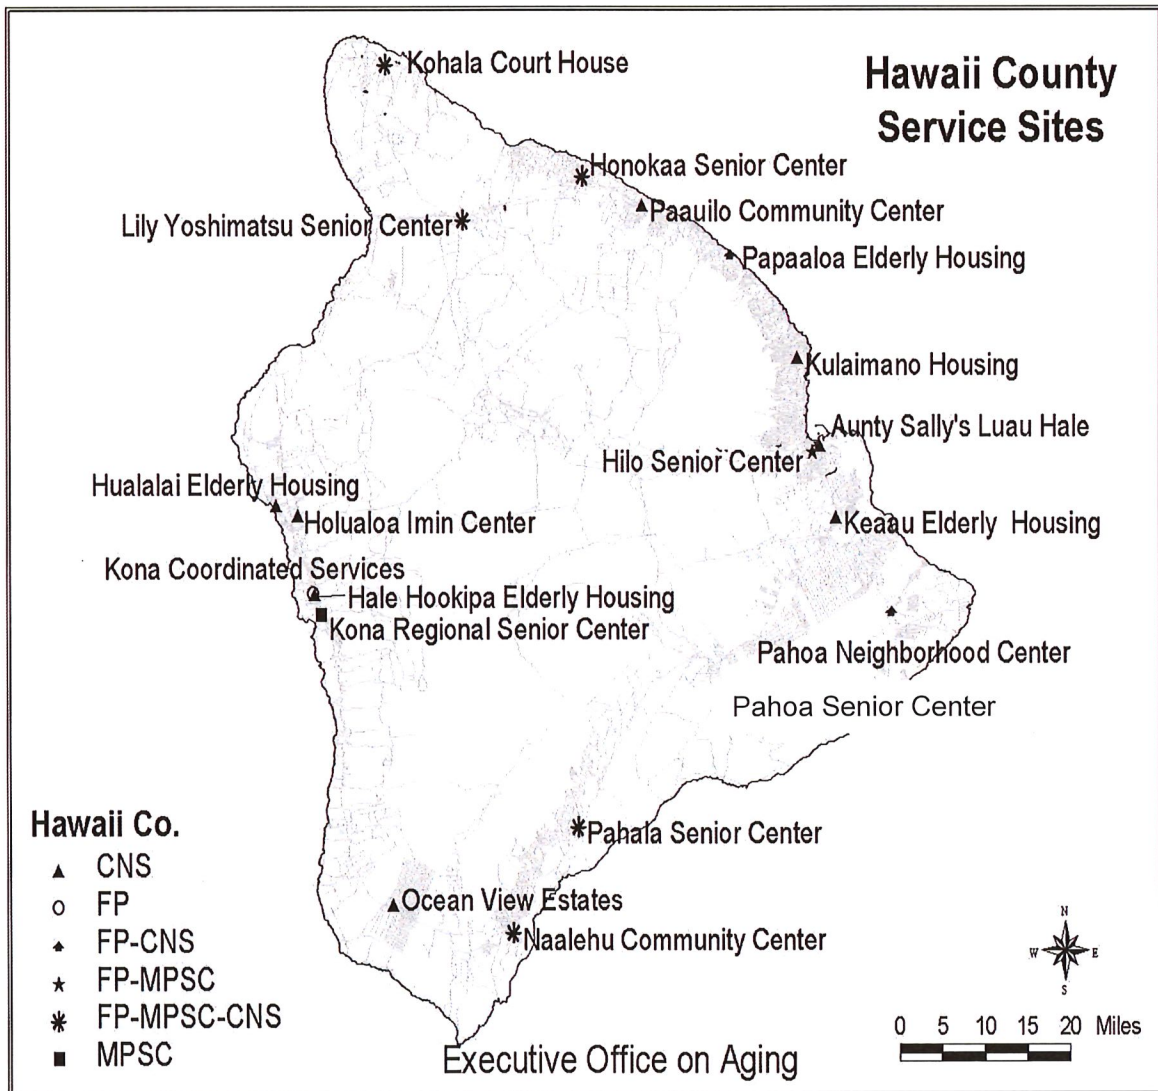 Hawaii County
Service Sites
Kohala Court House
Honokaa Senior Center
Paauilo Community Center
Lily Yoshimatsu Senior Center
Papaaloa Elderly Housing
Kulaimano Housing
Aunty Sally's Luau Hale
Hilo Senior Center
Hualalai Elderly Housing
Holualoa Imin Center
Keaau Elderly Housing
Kona Coordinated Services
Hale Hookipa Elderly Housing
Kona Regional Senior Center
Pahoa Neighborhood Center
Pahoa Senior Center
Pahala Senior Center
Ocean View Estates
Naalehu Community Center
Hawaii Co.
CNS
FP
FP-CNS
FP-MPSC
FP-MPSC-CNS
MPSC
N
W E
S
0 5 10 15 20 Miles
Executive Office on Aging